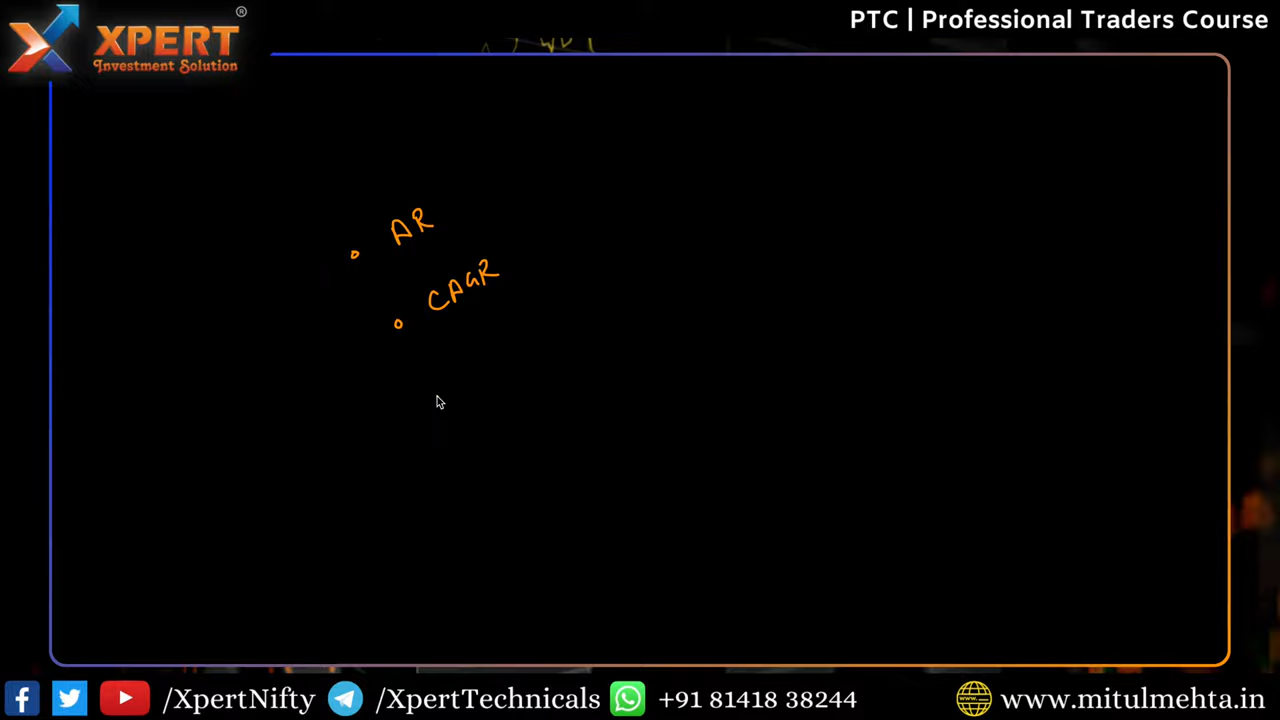 XPERT®
Investment Solution
PTC | Professional Traders Course
AR
CAGR
/XpertNifty /XpertTechnicals +91 81418 38244 www.mitulmehta.in